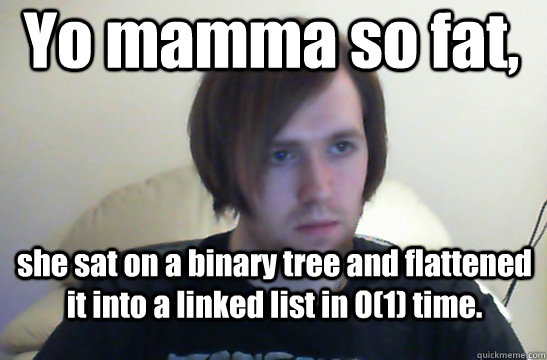 Yo mamma so fat,
she sat on a binary tree and flattened
it into a linked list in O(1) time.
quickmeme.com